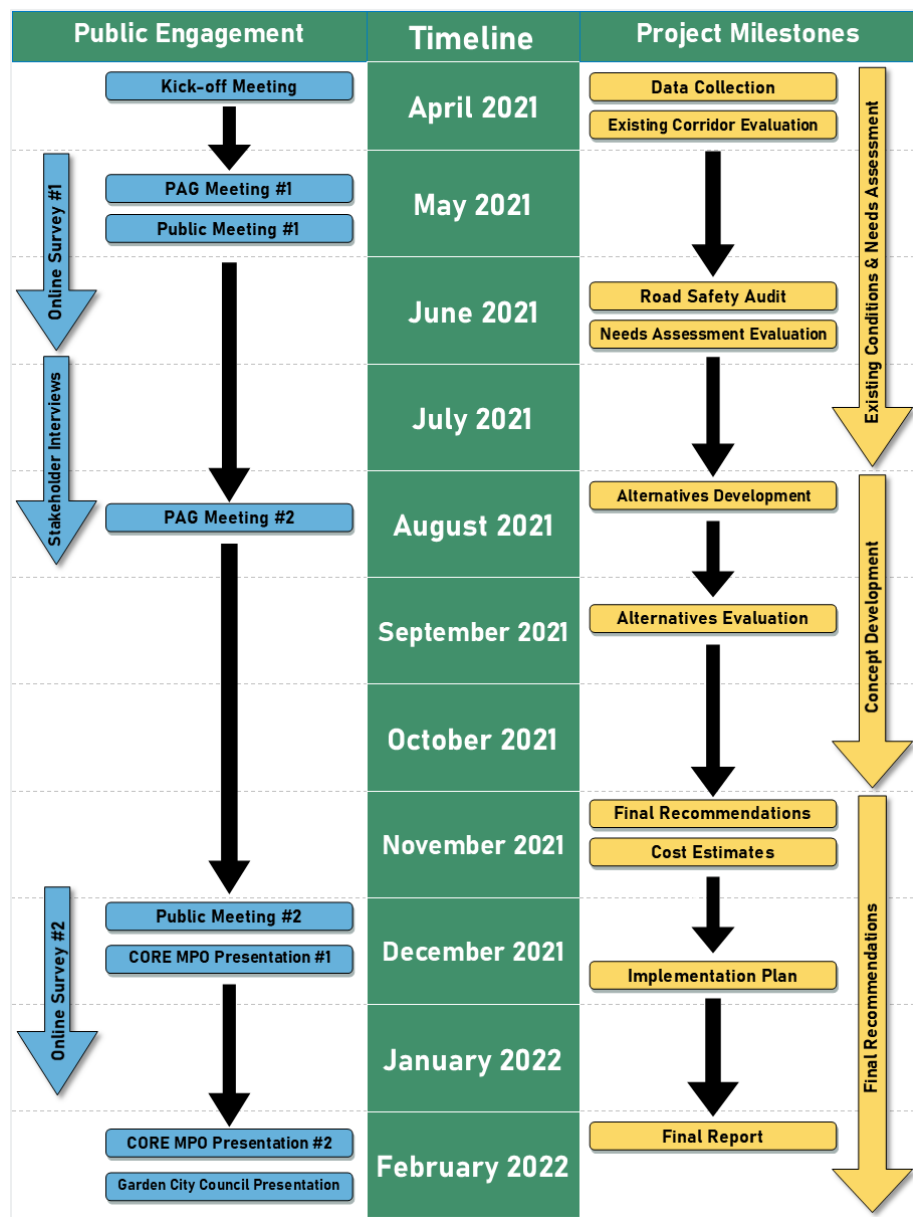 Public Engagement
Timeline
Project Milestones
Kick-off Meeting
April 2021
Data Collection
Existing Corridor Evaluation
Existing Conditions & Needs Assessment
Online Survey #1
PAG Meeting #1
Public Meeting #1
May 2021
June 2021
Road Safety Audit
Needs Assessment Evaluation
Stakeholder Interviews
July 2021
PAG Meeting #2
August 2021
Alternatives Development
Concept Development
September 2021
Alternatives Evaluation
October 2021
November 2021
Final Recommendations
Cost Estimates
Final Recommendations
Online Survey #2
Public Meeting #2
CORE MPO Presentation #1
December 2021
Implementation Plan
January 2022
CORE MPO Presentation #2
Garden City Council Presentation
February 2022
Final Report